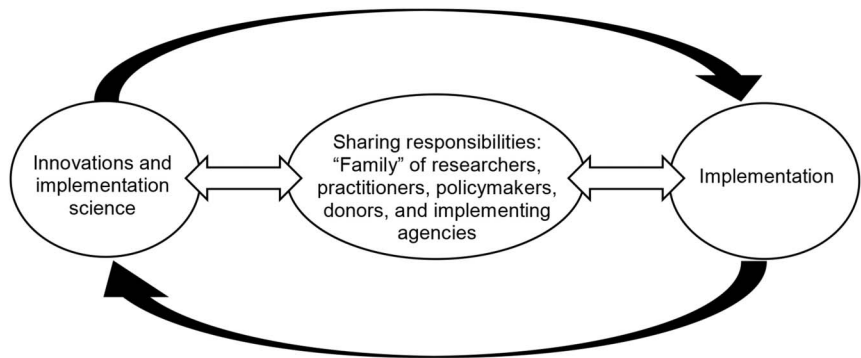 Innovations and
implementation
science
Sharing responsibilities:
“Family” of researchers,
practitioners, policymakers,
donors, and implementing
agencies
Implementation